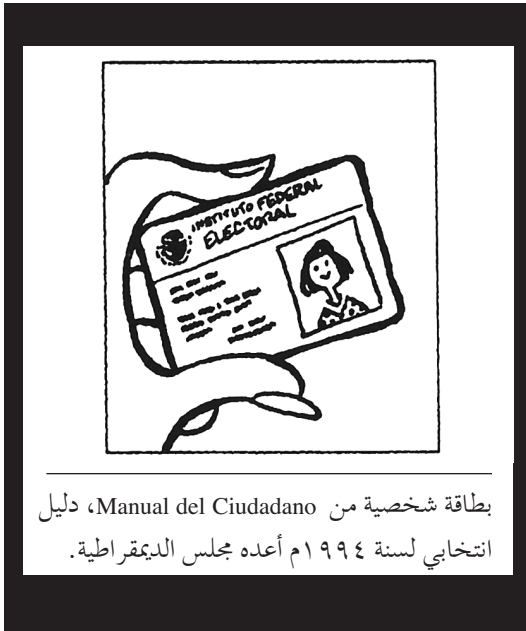 INSTITUTO FEDERAL
ELECTORAL
بطاقة شخصية من Manual del Ciudadano، دليل
انتخابي لسنة ١٩٩٤م أعده مجلس الديمقراطية.